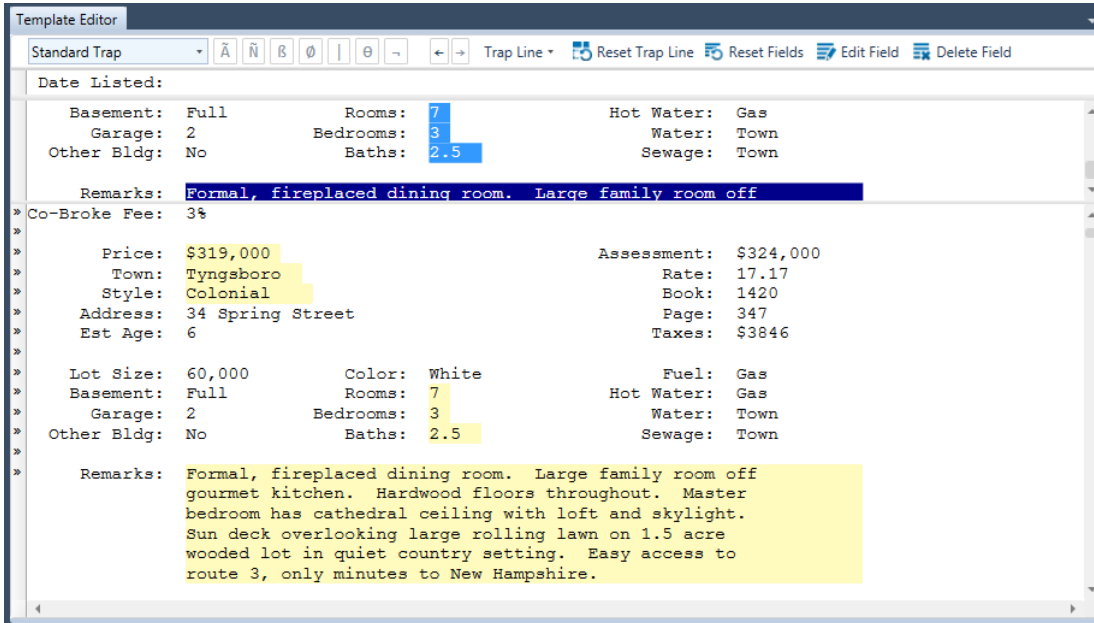 Template Editor
Standard Trap Ã Ñ ß Ø | θ ¬ ← → Trap Line Reset Trap Line Reset Fields Edit Field Delete Field
Date Listed:
Basement: Full Rooms: 7 Hot Water: Gas
Garage: 2 Bedrooms: 3 Water: Town
Other Bldg: No Baths: 2.5 Sewage: Town
Remarks: Formal, fireplaced dining room. Large family room off
» Co-Broke Fee: 3%
»
» Price: $319,000 Assessment: $324,000
» Town: Tyngsboro Rate: 17.17
» Style: Colonial Book: 1420
» Address: 34 Spring Street Page: 347
» Est Age: 6 Taxes: $3846
»
» Lot Size: 60,000 Color: White Fuel: Gas
» Basement: Full Rooms: 7 Hot Water: Gas
» Garage: 2 Bedrooms: 3 Water: Town
» Other Bldg: No Baths: 2.5 Sewage: Town
»
» Remarks: Formal, fireplaced dining room. Large family room off
gourmet kitchen. Hardwood floors throughout. Master
bedroom has cathedral ceiling with loft and skylight.
Sun deck overlooking large rolling lawn on 1.5 acre
wooded lot in quiet country setting. Easy access to
route 3, only minutes to New Hampshire.